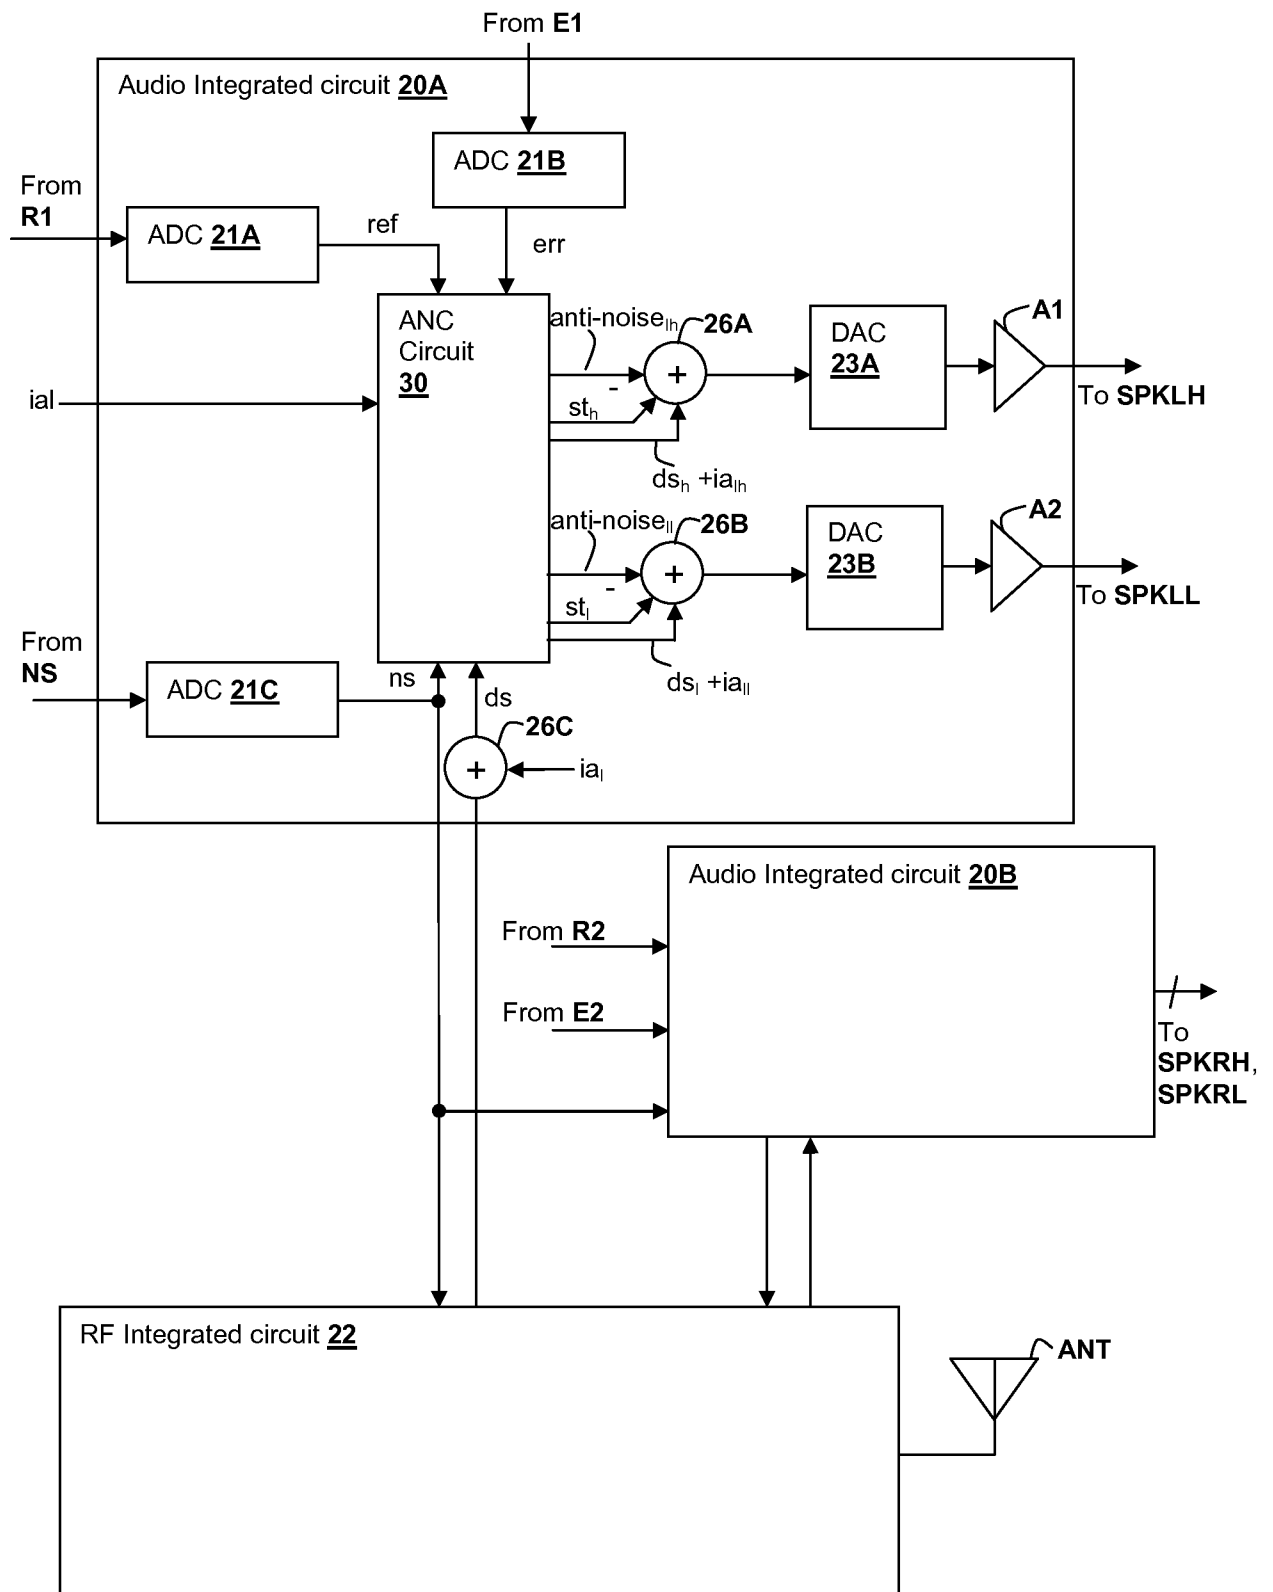 From E1
Audio Integrated circuit 20A
ADC 21B
From
R1
ADC 21A
ref
err
ANC
Circuit
30
anti-noiselh
26A
DAC
23A
A1
To SPKLH
ial
-
+
sth
dsh +ialh
anti-noisell
26B
DAC
23B
A2
To SPKLL
-
+
stl
dsl +iall
From
NS
ADC 21C
ns
ds
26C
+
ial
Audio Integrated circuit 20B
From R2
From E2
To
SPKRH,
SPKRL
RF Integrated circuit 22
ANT